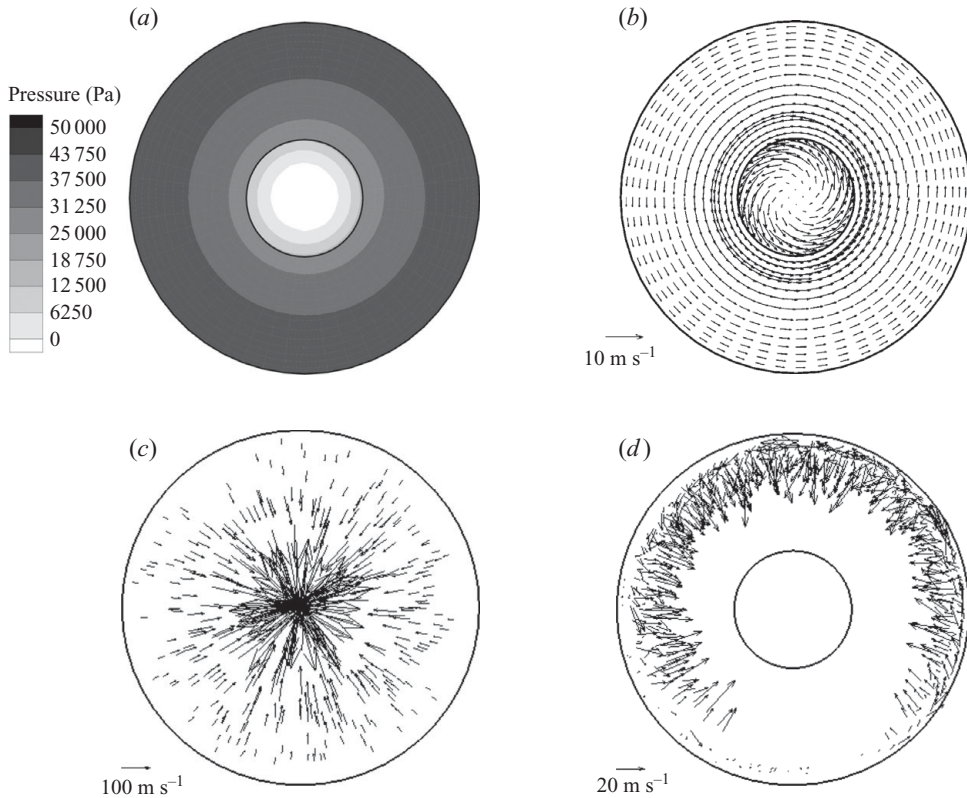 (a)
(b)
Pressure (Pa)
50 000
43 750
37 500
31 250
25 000
18 750
12 500
6250
0
10 m s⁻¹
(c)
(d)
100 m s⁻¹
20 m s⁻¹